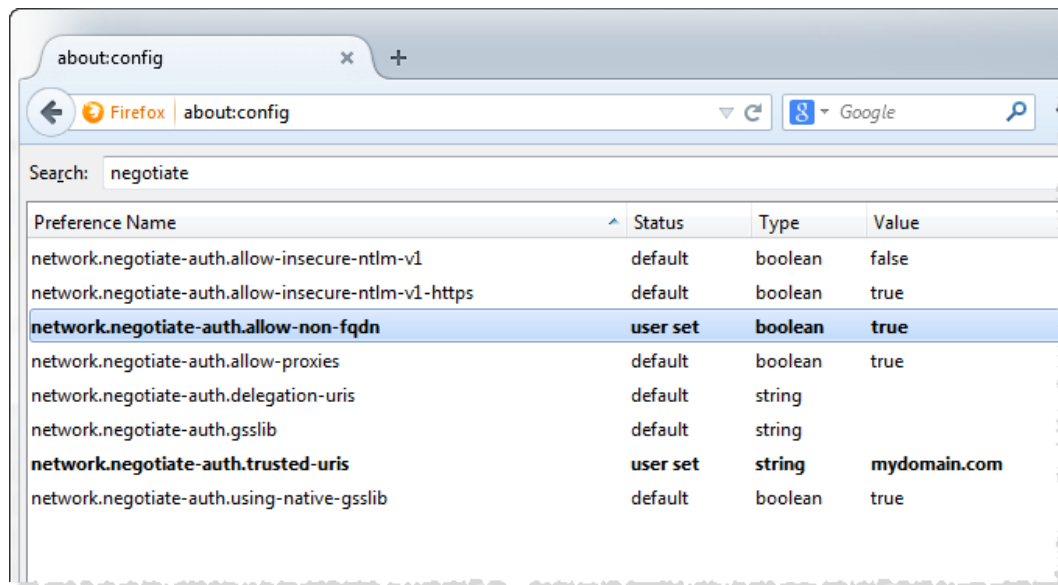 about:config
Firefox about:config Google
Search: negotiate
Preference Name Status Type Value
network.negotiate-auth.allow-insecure-ntlm-v1 default boolean false
network.negotiate-auth.allow-insecure-ntlm-v1-https default boolean true
network.negotiate-auth.allow-non-fqdn user set boolean true
network.negotiate-auth.allow-proxies default boolean true
network.negotiate-auth.delegation-uris default string
network.negotiate-auth.gsslib default string
network.negotiate-auth.trusted-uris user set string mydomain.com
network.negotiate-auth.using-native-gsslib default boolean true